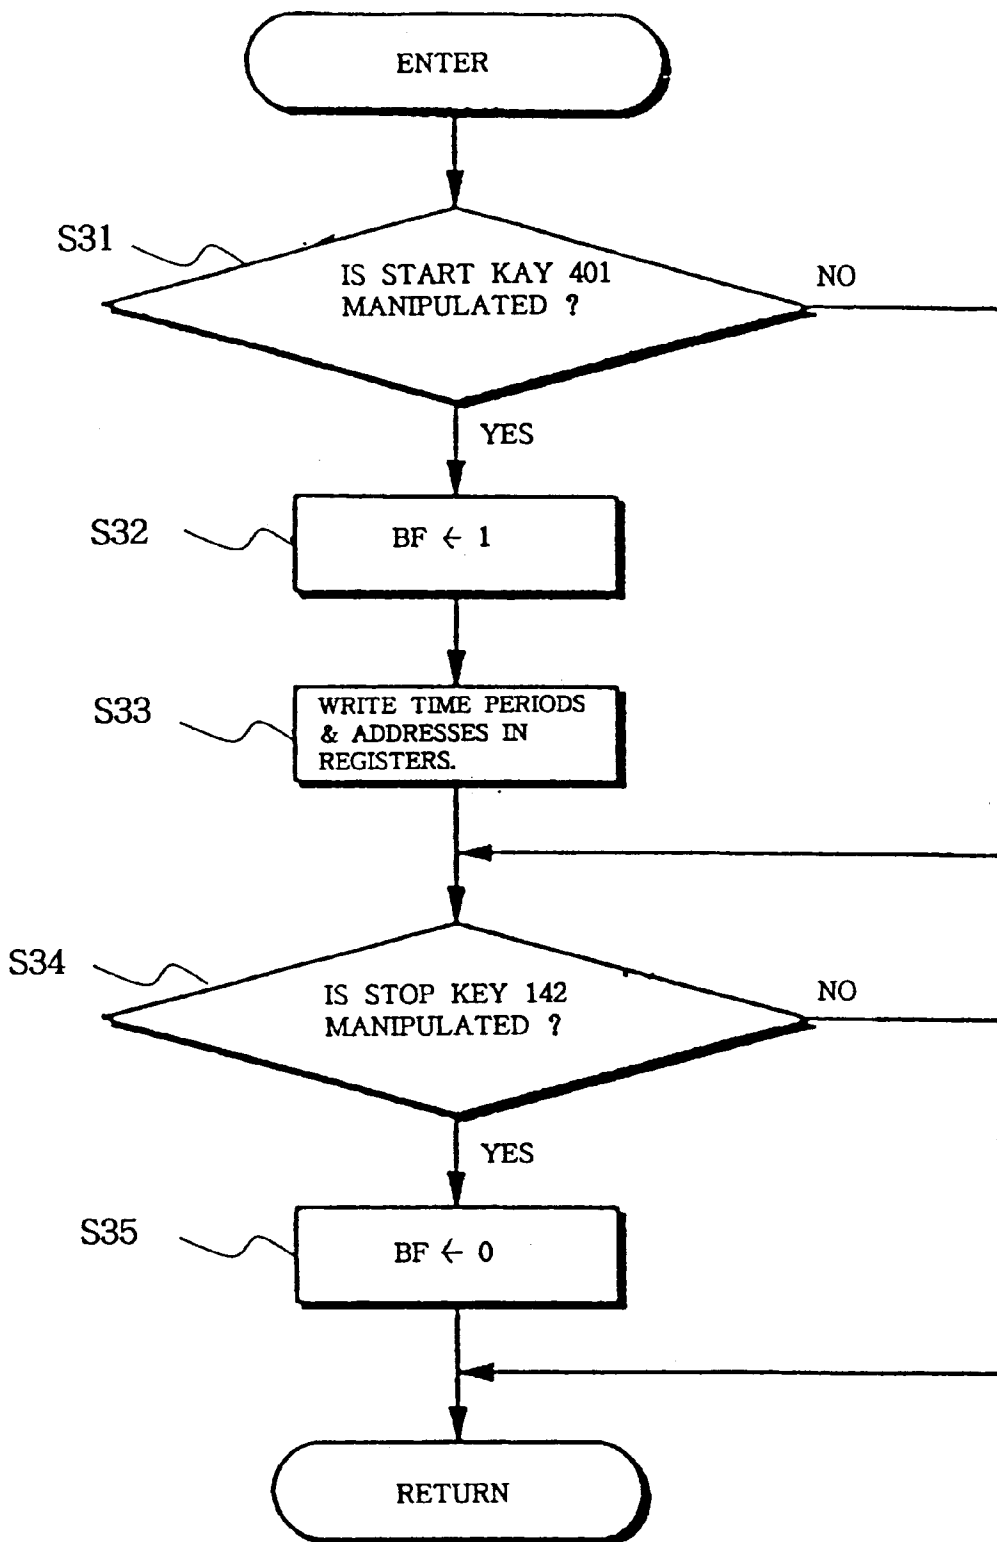 ENTER
S31
IS START KAY 401
MANIPULATED ?
NO
YES
S32
BF ← 1
S33
WRITE TIME PERIODS
& ADDRESSES IN
REGISTERS.
S34
IS STOP KEY 142
MANIPULATED ?
NO
YES
S35
BF ← 0
RETURN